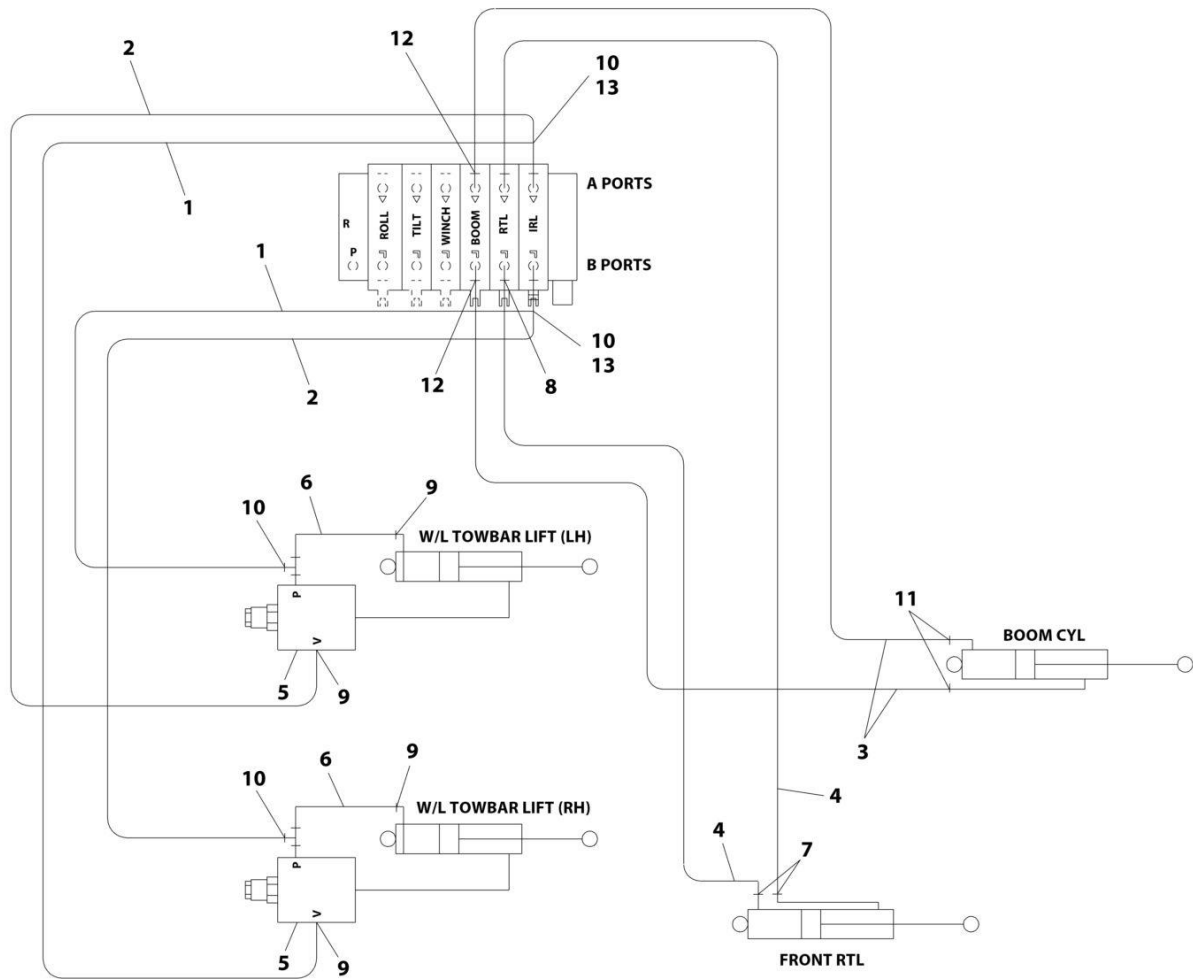 2
12
10
13
A PORTS
1
R
ROLL
TILT
WINCH
BOOM
RTL
IRL
P
B PORTS
1
10
13
12
8
2
6
9
10
W/L TOWBAR LIFT (LH)
P
V
11
BOOM CYL
5
9
3
6
9
10
W/L TOWBAR LIFT (RH)
4
4
7
P
V
5
9
FRONT RTL